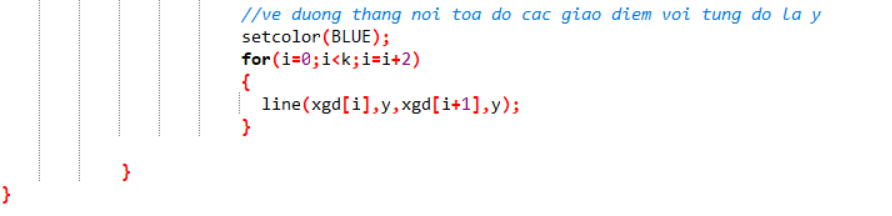 //ve duong thang noi toa do cac giao diem voi tung do la y
setcolor(BLUE);
for(i=0;i<k;i=i+2)
{
line(xgd[i],y,xgd[i+1],y);
}
}
}